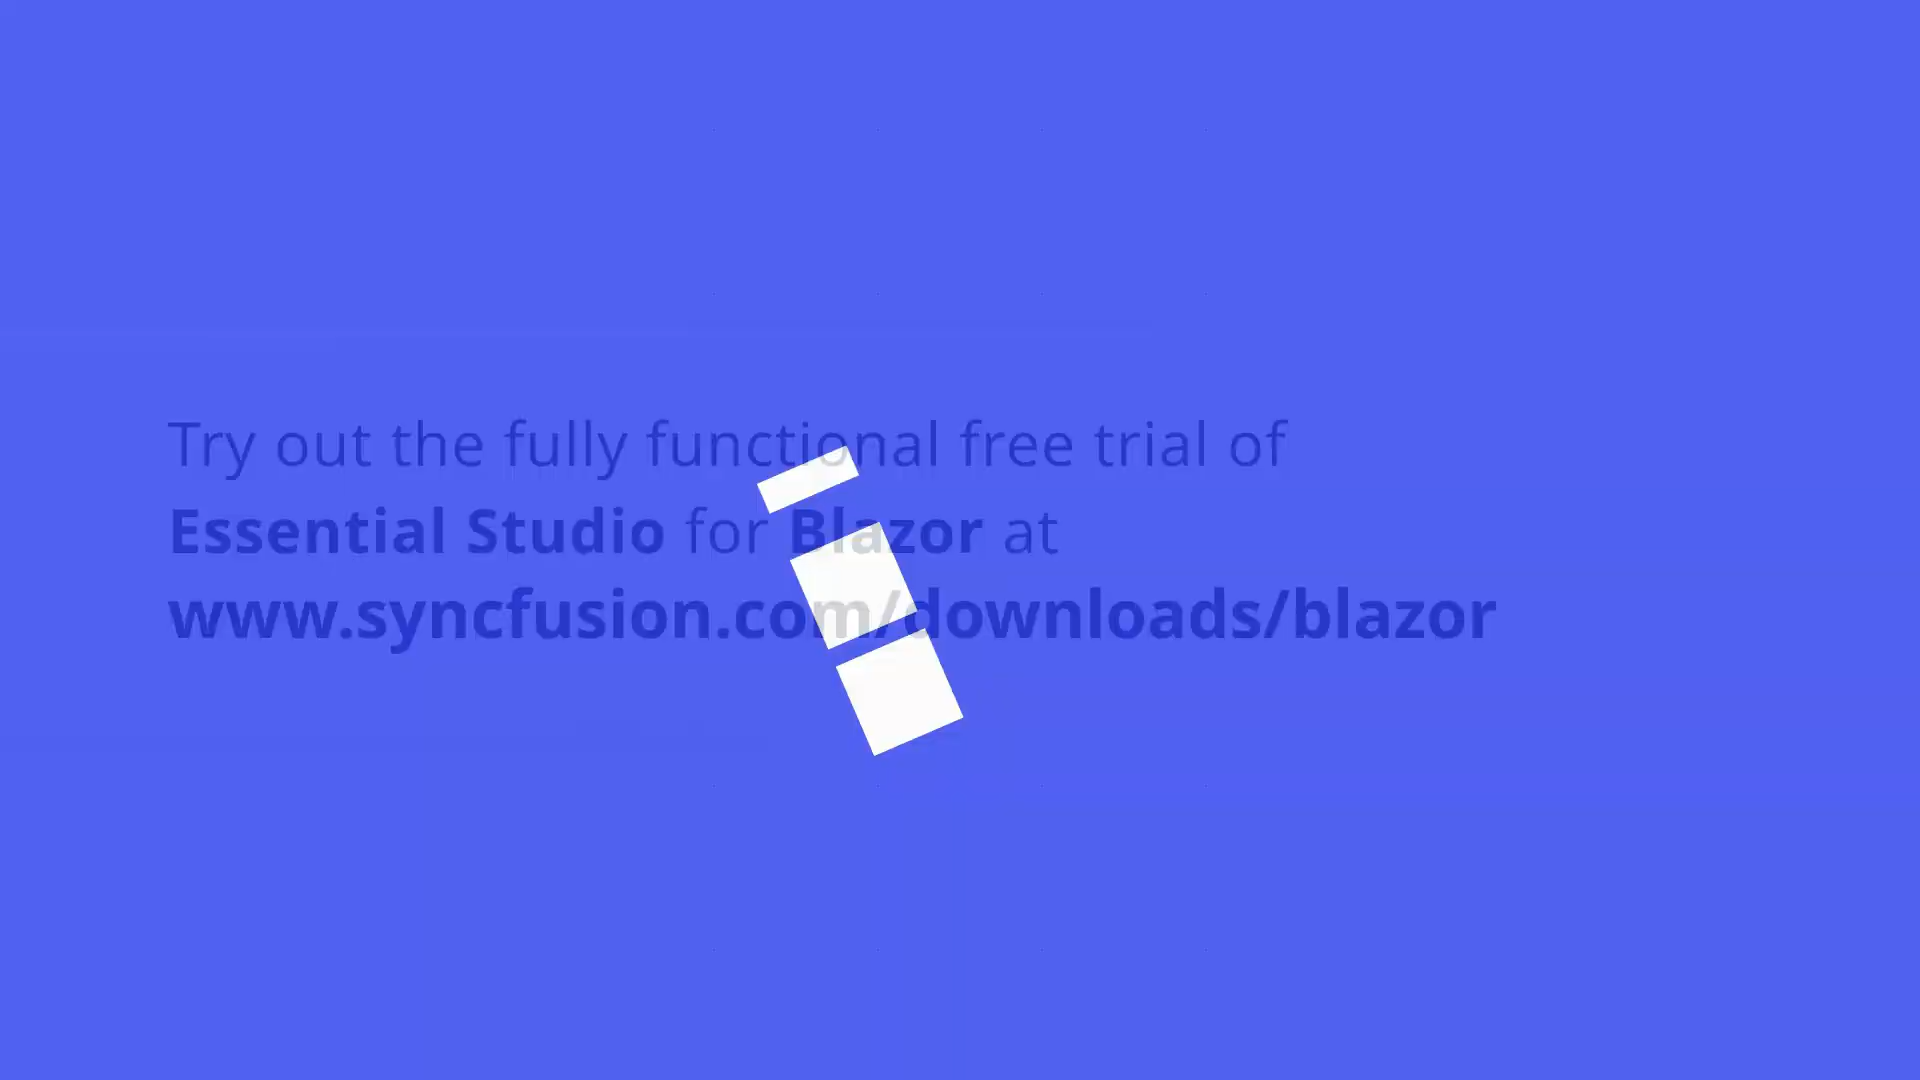 Try out the fully functional free trial of
Essential Studio for Blazor at
www.syncfusion.com/downloads/blazor